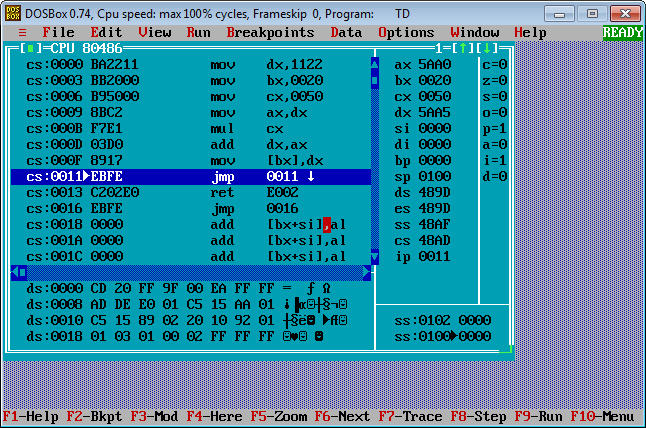 DOSBox 0.74, Cpu speed: max 100% cycles, Frameskip 0, Program: TD
≡ File Edit View Run Breakpoints Data Options Window Help READY
[■]=CPU 80486 1=[↑][↓]
cs:0000 BA2211 mov dx,1122 ax 5AA0 c=0
cs:0003 BB2000 mov bx,0020 bx 0020 z=0
cs:0006 B95000 mov cx,0050 cx 0050 s=0
cs:0009 8BC2 mov ax,dx dx 5AA5 o=0
cs:000B F7E1 mul cx si 0000 p=1
cs:000D 03D0 add dx,ax di 0000 a=0
cs:000F 8917 mov [bx],dx bp 0000 i=1
cs:0011►EBFE jmp 0011 ↓ sp 0100 d=0
cs:0013 C202E0 ret E002 ds 489D
cs:0016 EBFE jmp 0016 es 489D
cs:0018 0000 add [bx+si],al ss 48AF
cs:001A 0000 add [bx+si],al cs 48AD
cs:001C 0000 add [bx+si],al ip 0011
ds:0000 CD 20 FF 9F 00 EA FF FF = ƒ Ω
ds:0008 AD DE E0 01 C5 15 AA 01
ds:0010 C5 15 89 02 20 10 92 01 ss:0102 0000
ds:0018 01 03 01 00 02 FF FF FF ss:0100►0000
F1-Help F2-Bkpt F3-Mod F4-Here F5-Zoom F6-Next F7-Trace F8-Step F9-Run F10-Menu